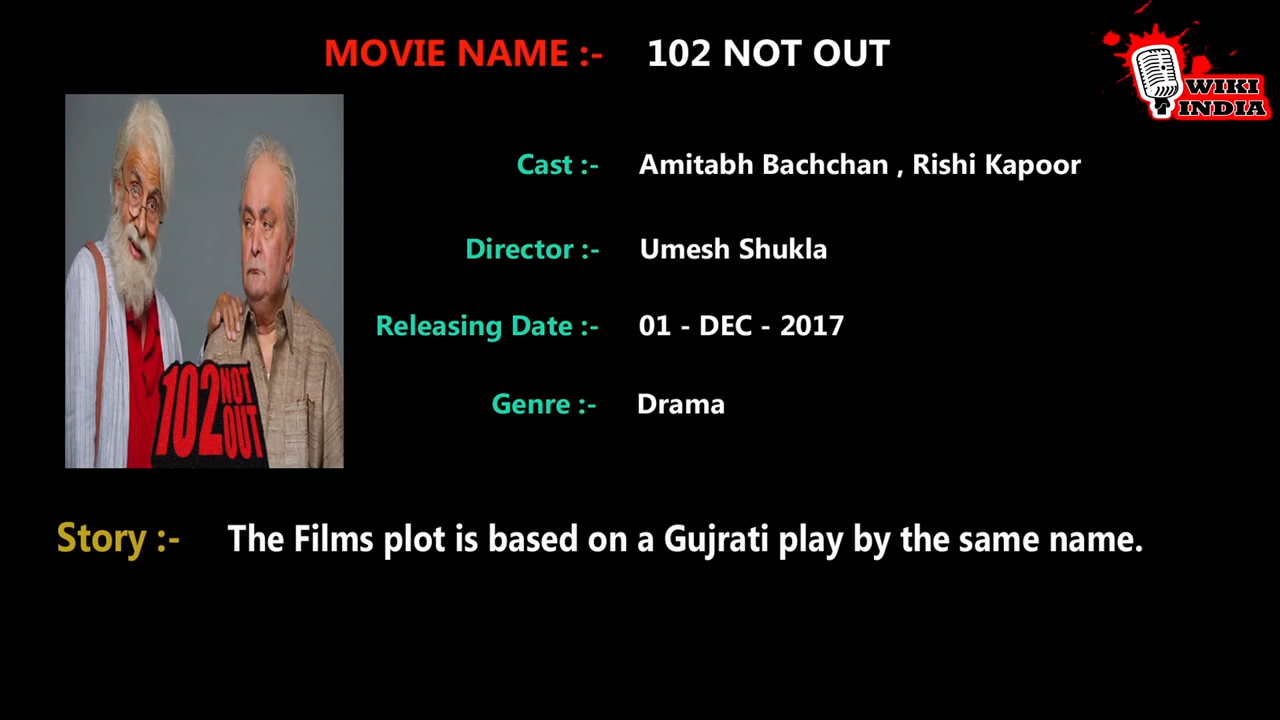 MOVIE NAME :- 102 NOT OUT
WIKI
INDIA
Cast :- Amitabh Bachchan , Rishi Kapoor
Director :- Umesh Shukla
Releasing Date :- 01 - DEC - 2017
Genre :- Drama
102 NOT
OUT
Story :- The Films plot is based on a Gujrati play by the same name.